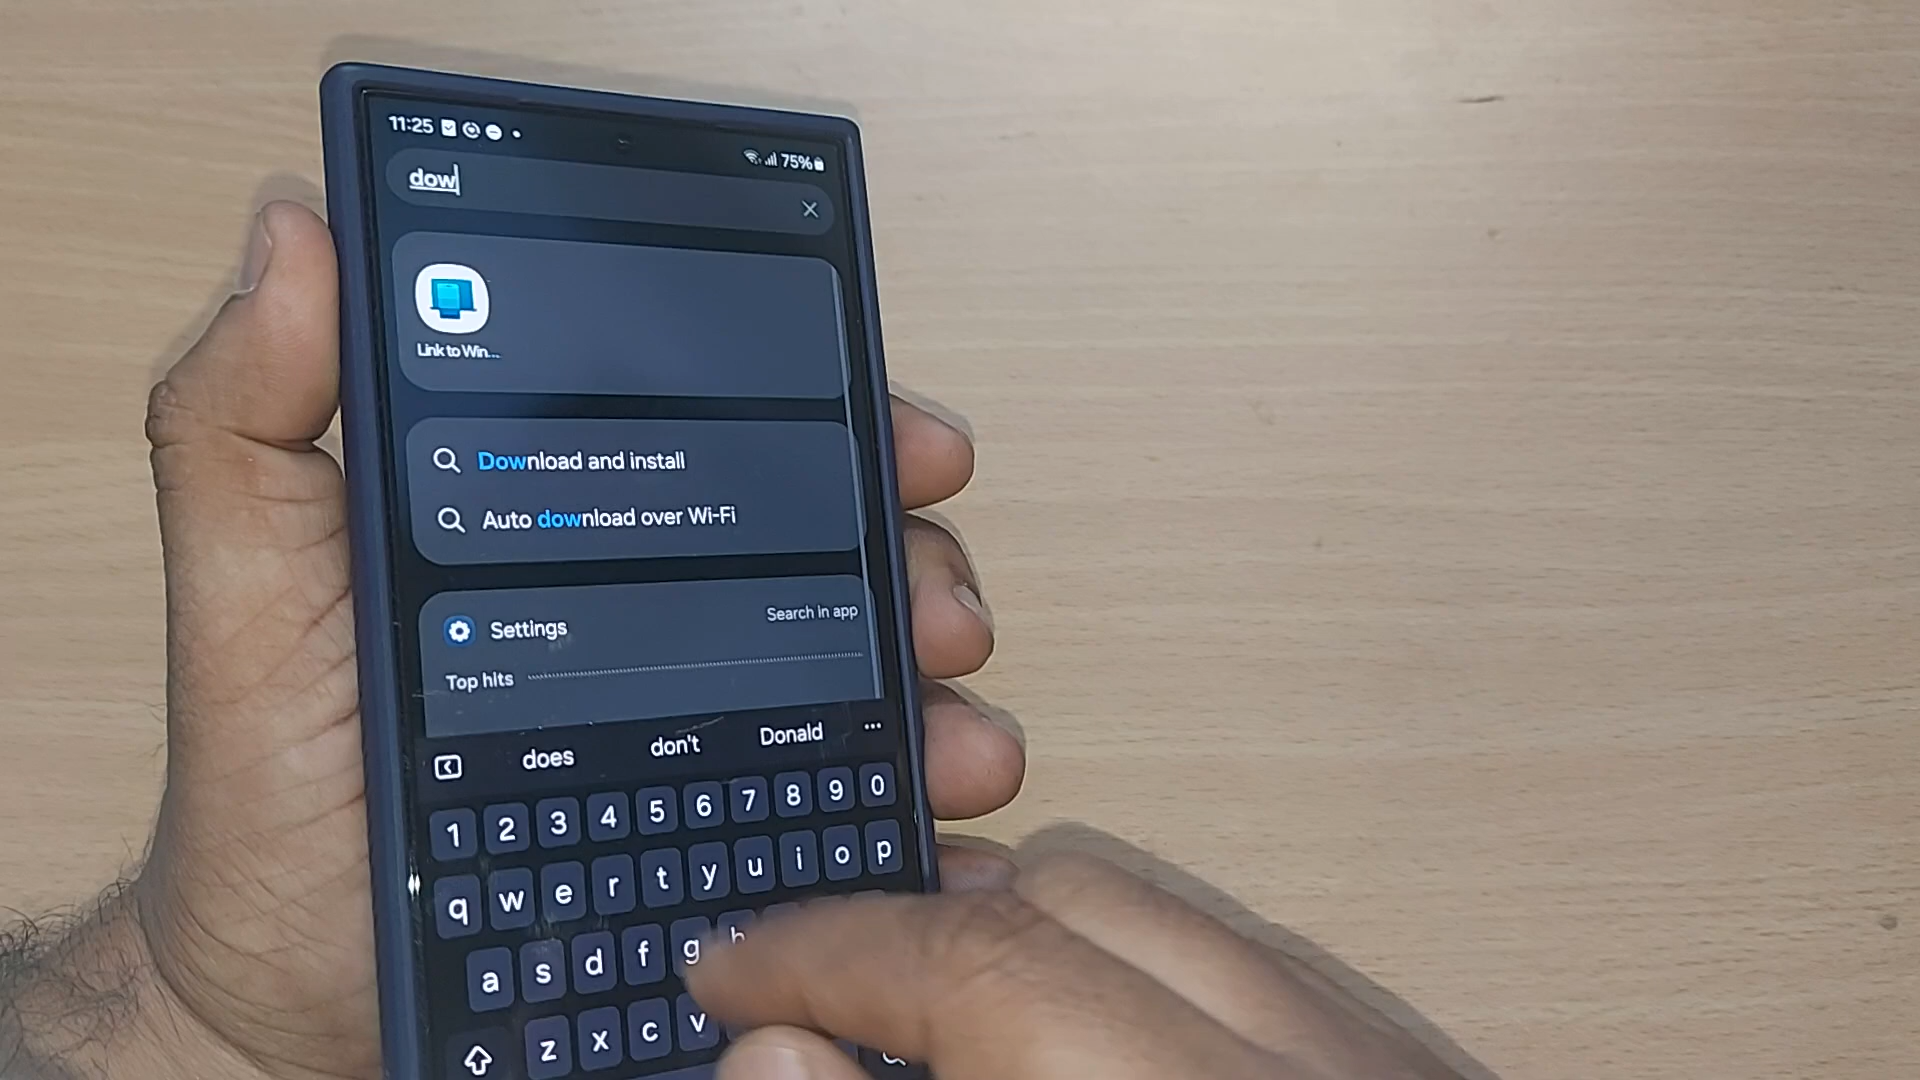 11:25
75%
dow
Link to Win...
Download and install
Auto download over Wi-Fi
Settings
Search in app
Top hits
does don't Donald ...
1 2 3 4 5 6 7 8 9 0
q w e r t y u i o p
a s d f g h
z x c v